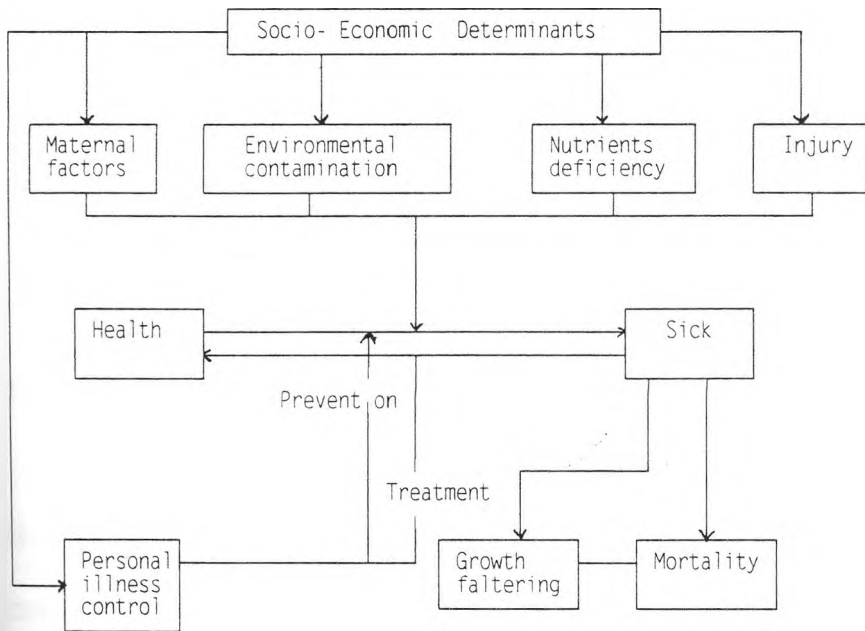 Socio- Economic Determinants
Maternal
factors
Environmental
contamination
Nutrients
deficiency
Injury
Health
Sick
Prevent on
Treatment
Personal
illness
control
Growth
faltering
Mortality